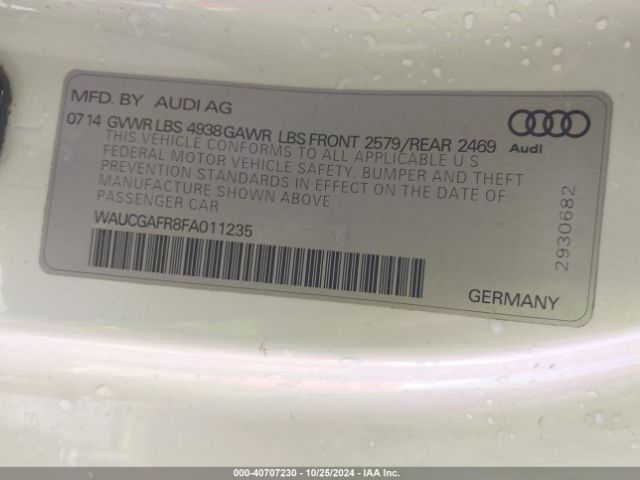 MFD. BY AUDI AG
07 14 GVWR LBS 4938 GAWR LBS FRONT 2579/REAR 2469
THIS VEHICLE CONFORMS TO ALL APPLICABLE U.S.
FEDERAL MOTOR VEHICLE SAFETY, BUMPER AND THEFT
PREVENTION STANDARDS IN EFFECT ON THE DATE OF
MANUFACTURE SHOWN ABOVE
PASSENGER CAR
WAUCGAFR8FA011235
Audi
2930682
GERMANY
000-40707230 - 10/25/2024 - IAA Inc.